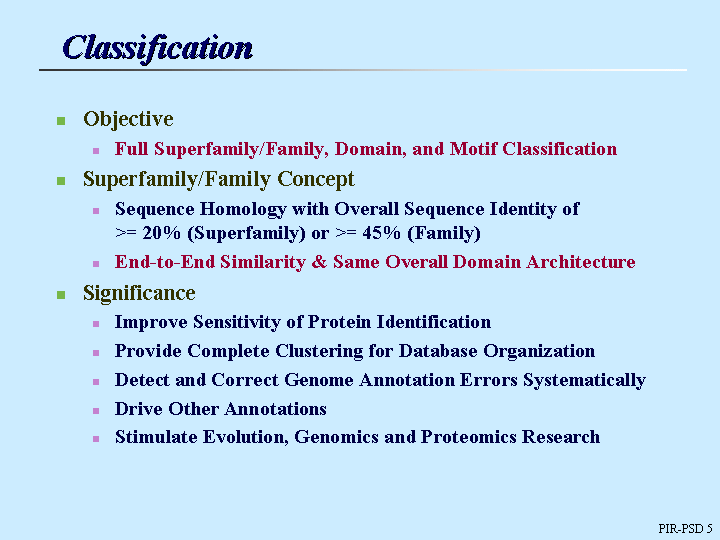 Classification
Objective
Full Superfamily/Family, Domain, and Motif Classification
Superfamily/Family Concept
Sequence Homology with Overall Sequence Identity of
>= 20% (Superfamily) or >= 45% (Family)
End-to-End Similarity & Same Overall Domain Architecture
Significance
Improve Sensitivity of Protein Identification
Provide Complete Clustering for Database Organization
Detect and Correct Genome Annotation Errors Systematically
Drive Other Annotations
Stimulate Evolution, Genomics and Proteomics Research
PIR-PSD 5